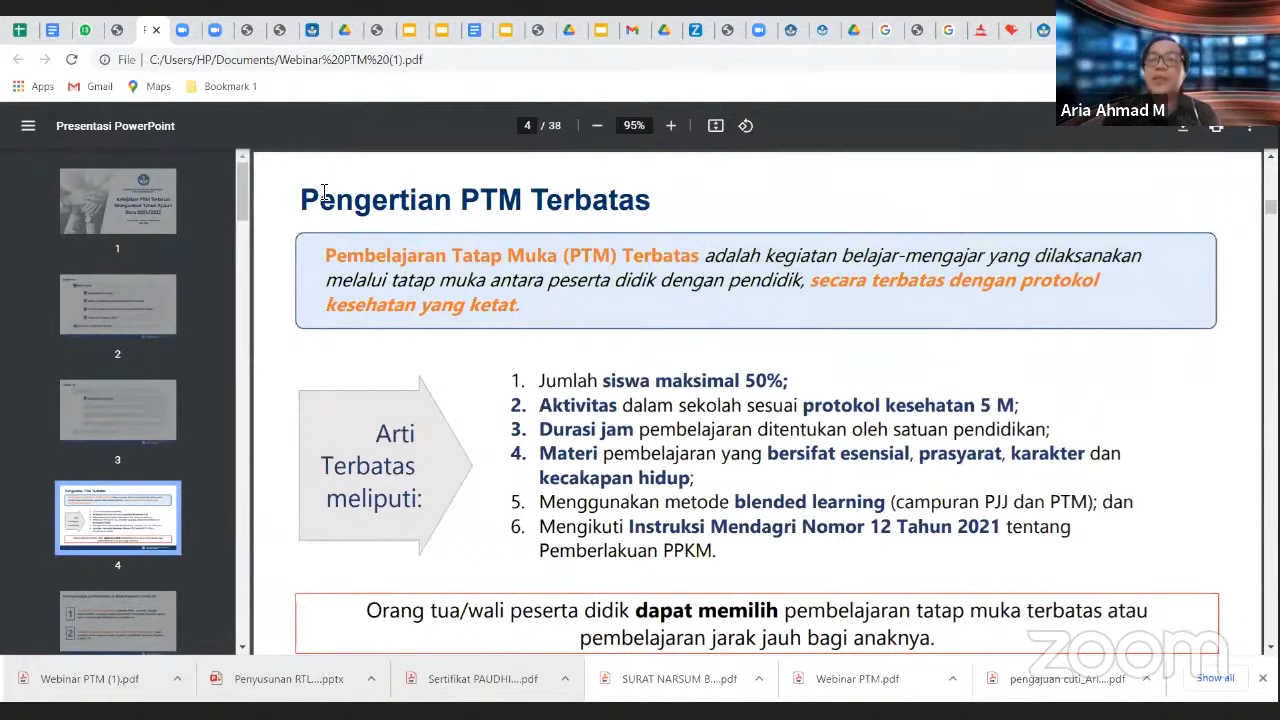 File
C:/Users/HP/Documents/Webinar%20PTM%20(1).pdf
Apps
Gmail
Maps
Bookmark 1
Aria Ahmad M
Presentasi PowerPoint
4 / 38
95%
1
2
3
4
Pengertian PTM Terbatas
Pembelajaran Tatap Muka (PTM) Terbatas adalah kegiatan belajar-mengajar yang dilaksanakan
melalui tatap muka antara peserta didik dengan pendidik, secara terbatas dengan protokol
kesehatan yang ketat.
Arti
Terbatas
meliputi:
1. Jumlah siswa maksimal 50%;
2. Aktivitas dalam sekolah sesuai protokol kesehatan 5 M;
3. Durasi jam pembelajaran ditentukan oleh satuan pendidikan;
4. Materi pembelajaran yang bersifat esensial, prasyarat, karakter dan
kecakapan hidup;
5. Menggunakan metode blended learning (campuran PJJ dan PTM); dan
6. Mengikuti Instruksi Mendagri Nomor 12 Tahun 2021 tentang
Pemberlakuan PPKM.
Orang tua/wali peserta didik dapat memilih pembelajaran tatap muka terbatas atau
pembelajaran jarak jauh bagi anaknya.
zoom
Webinar PTM (1).pdf
Penyusunan RTL....pptx
Sertifikat PAUDHI....pdf
SURAT NARSUM B....pdf
Webinar PTM.pdf
pengajuan cuti_Ari....pdf
Show all